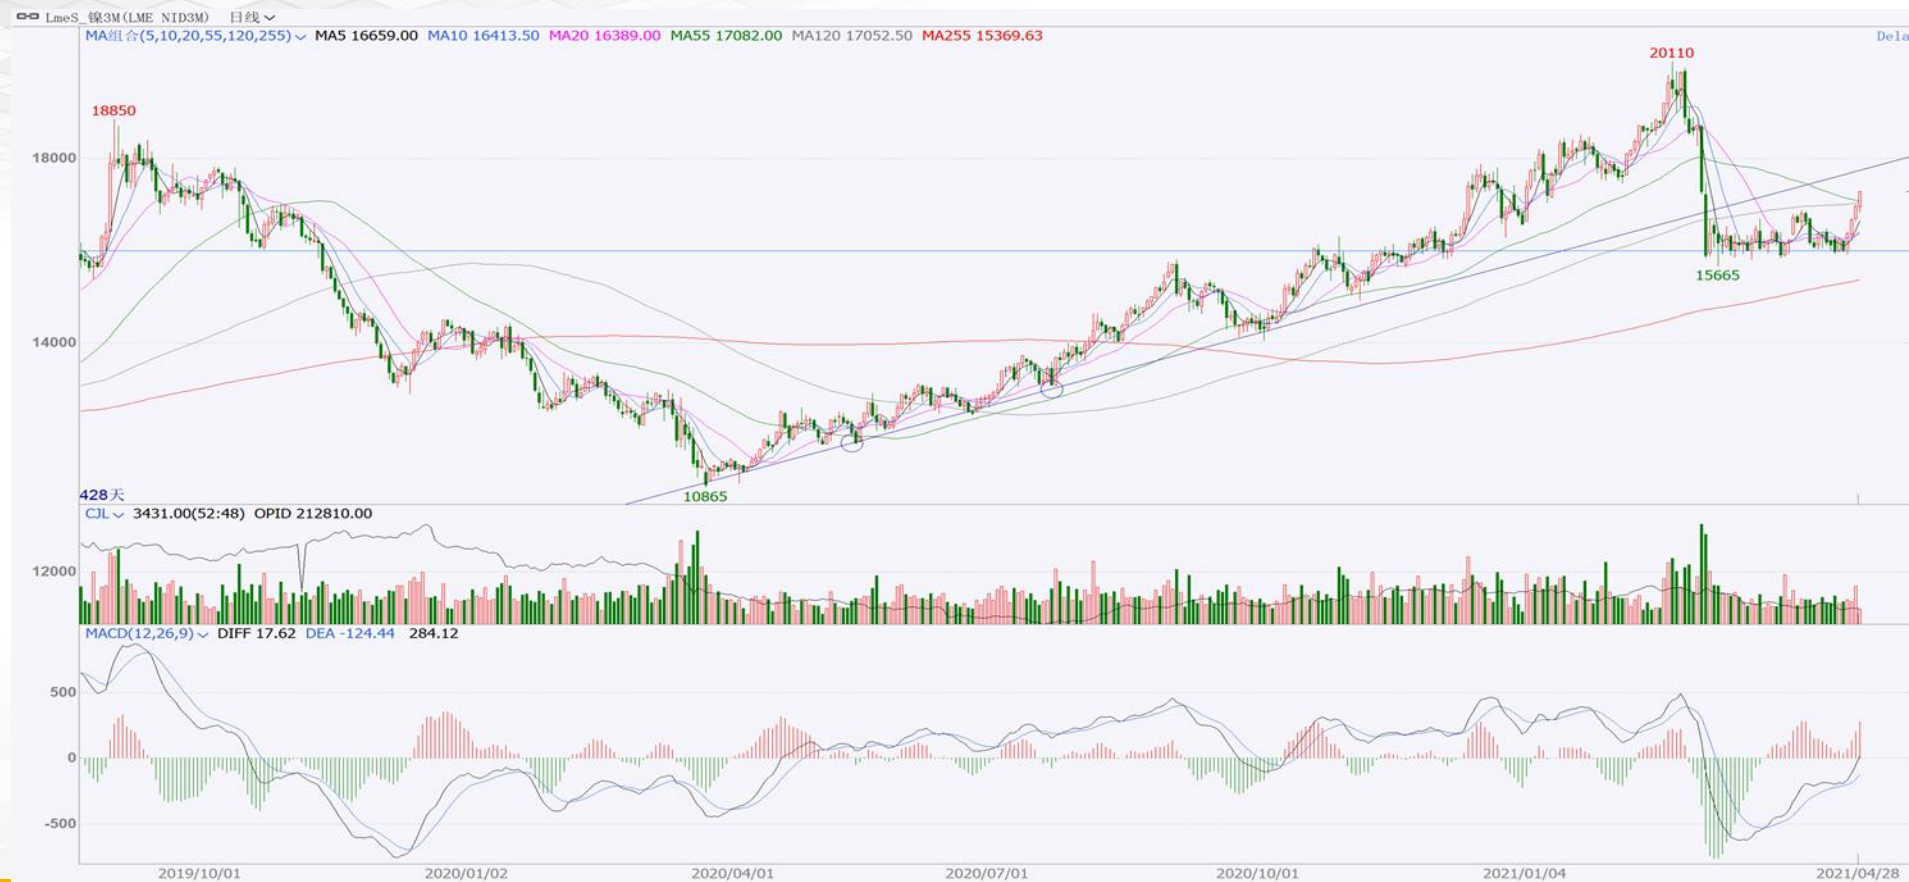 LmeS_镍3M(LME NID3M) 日线
MA组合(5,10,20,55,120,255) MA5 16659.00 MA10 16413.50 MA20 16389.00 MA55 17082.00 MA120 17052.50 MA255 15369.63 Dela
20110
18850
18000
15665
14000
428天
10865
CJL 3431.00(52:48) OPID 212810.00
12000
MACD(12,26,9) DIFF 17.62 DEA -124.44 284.12
500
0
-500
2019/10/01 2020/01/02 2020/04/01 2020/07/01 2020/10/01 2021/01/04 2021/04/28